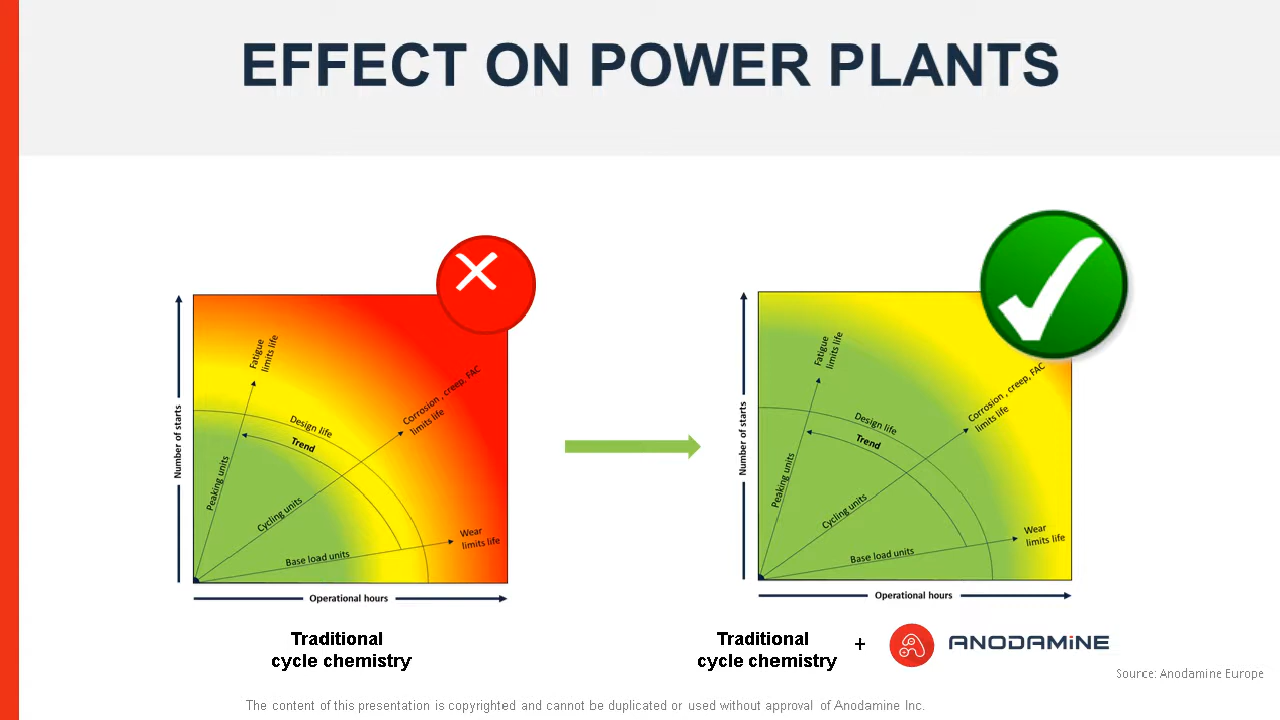 EFFECT ON POWER PLANTS
Number of starts
Fatigue
limits life
Corrosion , creep, FAC
limits life
Design life
Trend
Peaking units
Cycling units
Base load units
Wear
limits life
Operational hours
Traditional
cycle chemistry
Number of starts
Fatigue
limits life
Corrosion , creep, FAC
limits life
Design life
Trend
Peaking units
Cycling units
Base load units
Wear
limits life
Operational hours
Traditional
cycle chemistry
+
ANODAMiNE
Source: Anodamine Europe
The content of this presentation is copyrighted and cannot be duplicated or used without approval of Anodamine Inc.